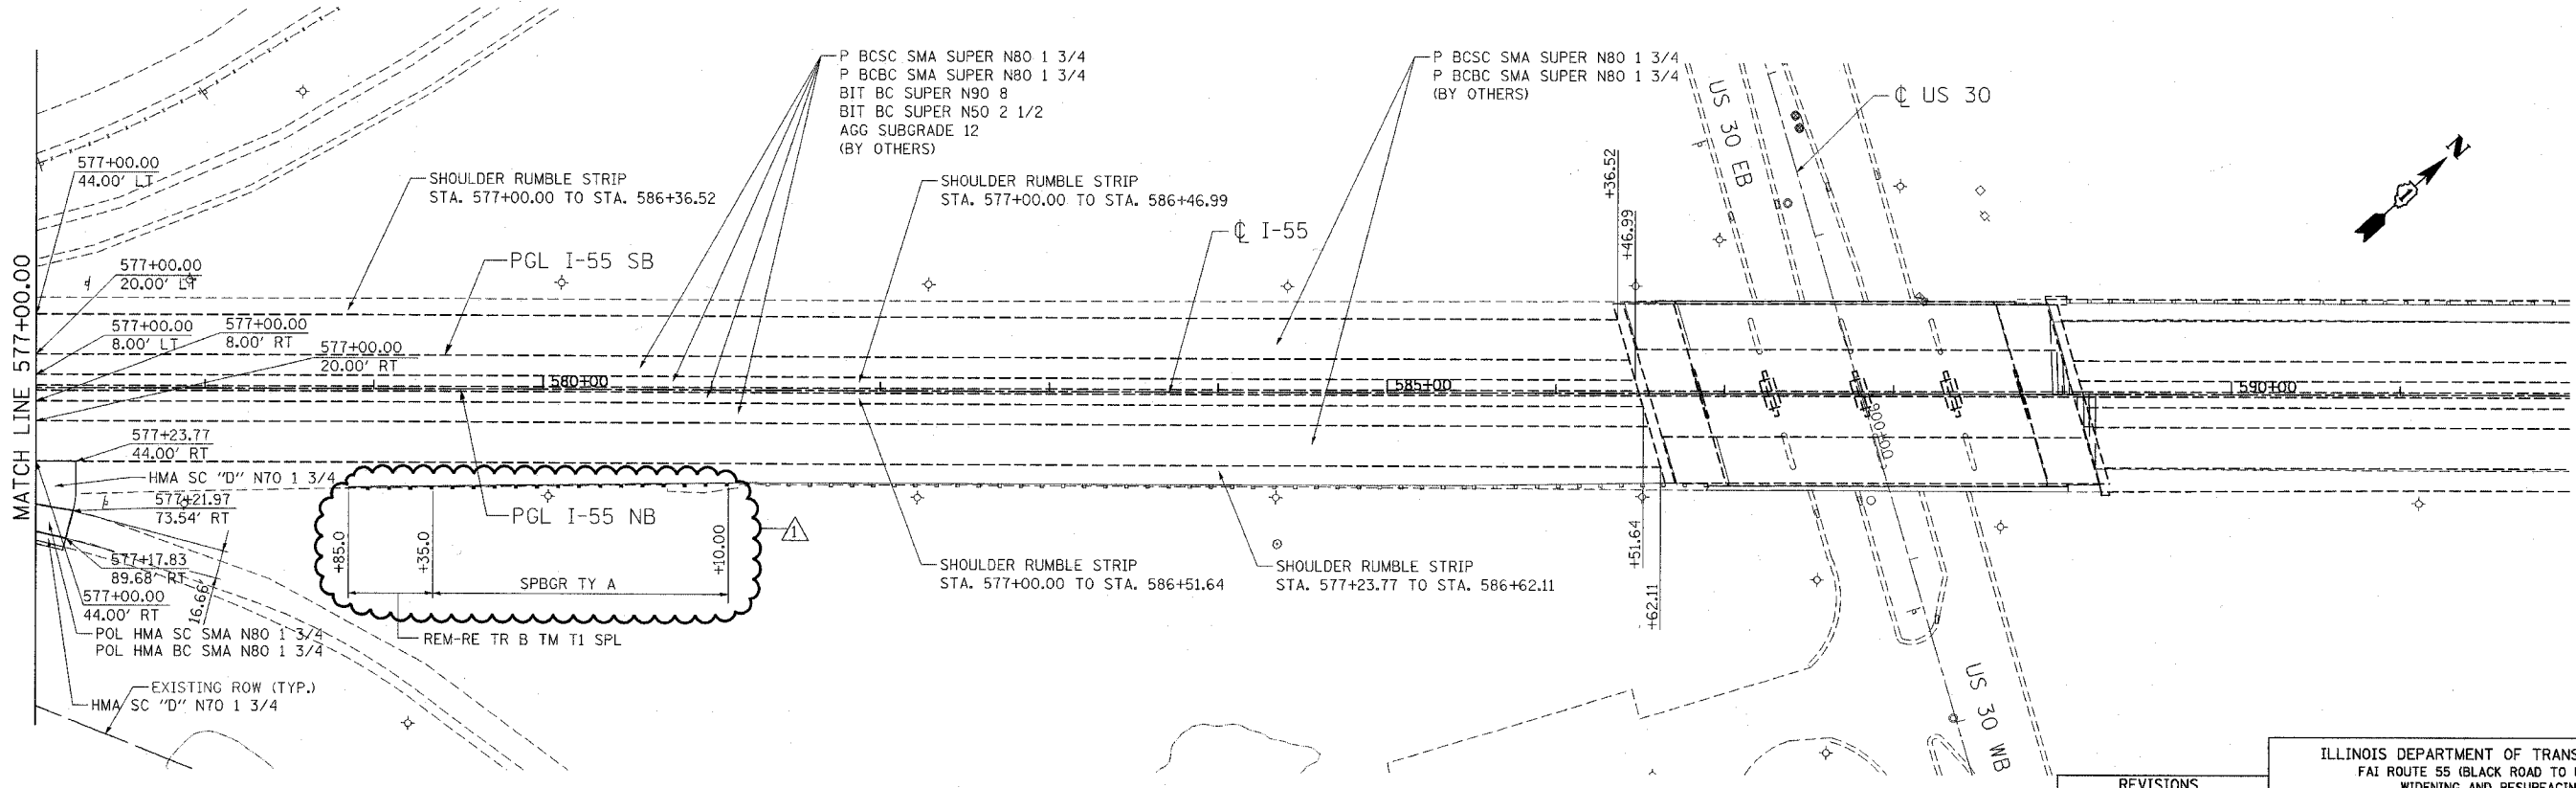 MATCH LINE 577+00.00
577+00.00
44.00' LT
577+00.00
20.00' LT
577+00.00
8.00' LT
577+00.00
8.00' RT
577+00.00
20.00' RT
577+23.77
44.00' RT
HMA SC "D" N70 1 3/4
577+21.97
73.54' RT
577+17.83
89.68' RT
577+00.00
44.00' RT
16.66'
POL HMA SC SMA N80 1 3/4
POL HMA BC SMA N80 1 3/4
EXISTING ROW (TYP.)
HMA SC "D" N70 1 3/4
SHOULDER RUMBLE STRIP
STA. 577+00.00 TO STA. 586+36.52
PGL I-55 SB
P BCSC SMA SUPER N80 1 3/4
P BCBC SMA SUPER N80 1 3/4
BIT BC SUPER N90 8
BIT BC SUPER N50 2 1/2
AGG SUBGRADE 12
(BY OTHERS)
SHOULDER RUMBLE STRIP
STA. 577+00.00 TO STA. 586+46.99
℄ I-55
P BCSC SMA SUPER N80 1 3/4
P BCBC SMA SUPER N80 1 3/4
(BY OTHERS)
580+00
585+00
590+00
PGL I-55 NB
+85.0
+35.0
+10.00
SPBGR TY A
REM-RE TR B TM T1 SPL
1
SHOULDER RUMBLE STRIP
STA. 577+00.00 TO STA. 586+51.64
SHOULDER RUMBLE STRIP
STA. 577+23.77 TO STA. 586+62.11
+36.52
+46.99
+51.64
+62.11
US 30 EB
℄ US 30
900+00
US 30 WB
N
REVISIONS
ILLINOIS DEPARTMENT OF TRANS
FAI ROUTE 55 (BLACK ROAD TO
WIDENING AND RESURFACIN